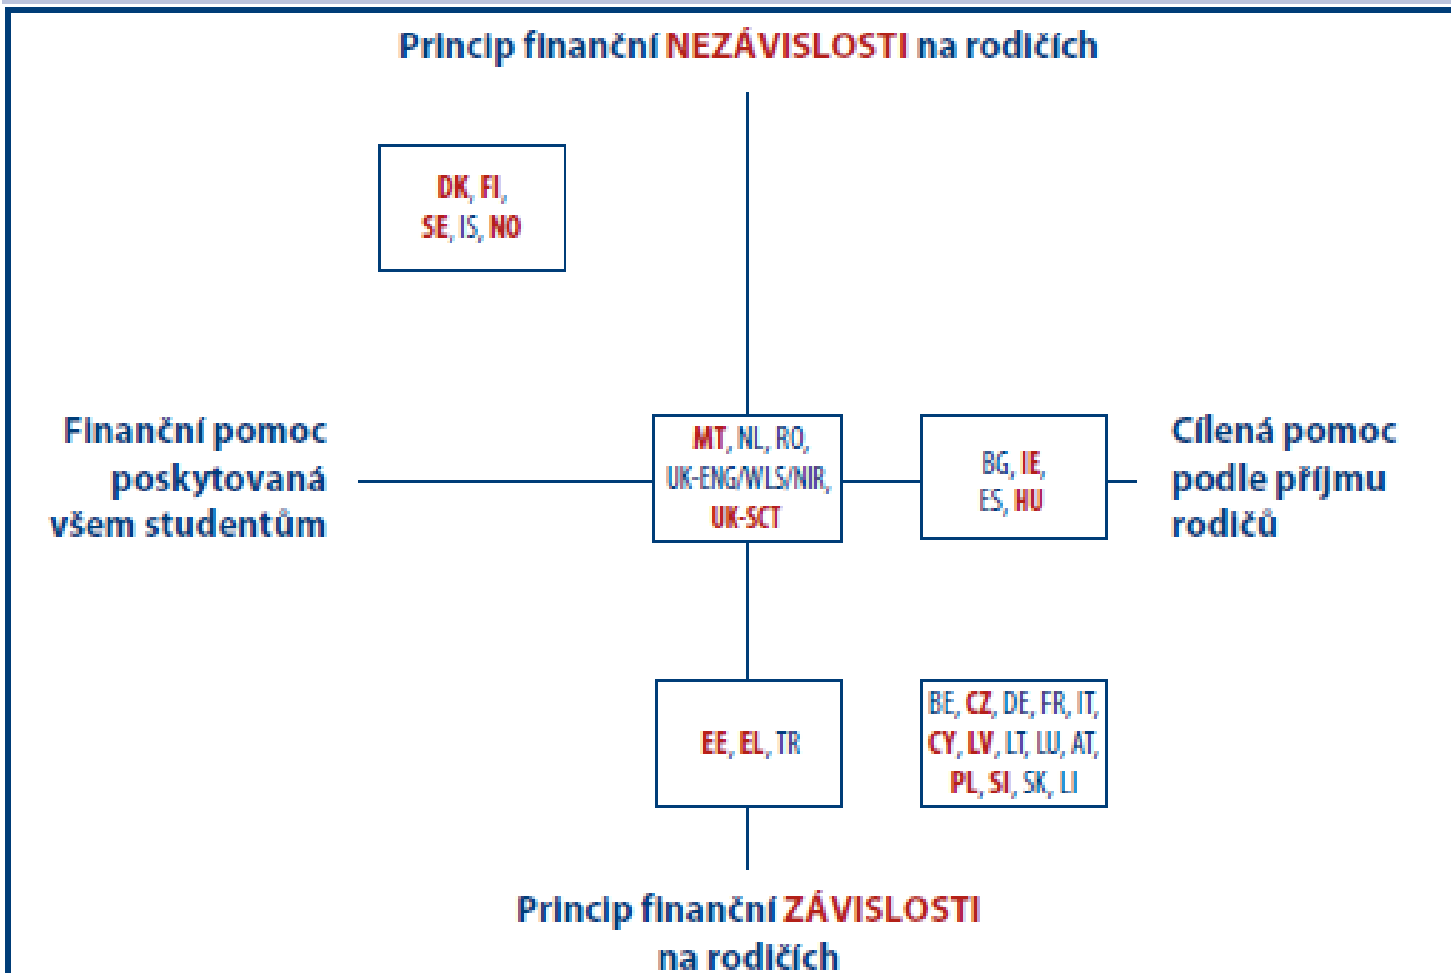 Princip finanční NEZÁVISLOSTI na rodičích
DK, FI,
SE, IS, NO
Finanční pomoc
poskytovaná
všem studentům
MT, NL, RO,
UK-ENG/WLS/NIR,
UK-SCT
BG, IE,
ES, HU
Cílená pomoc
podle příjmu
rodičů
EE, EL, TR
BE, CZ, DE, FR, IT,
CY, LV, LT, LU, AT,
PL, SI, SK, LI
Princip finanční ZÁVISLOSTI
na rodičích